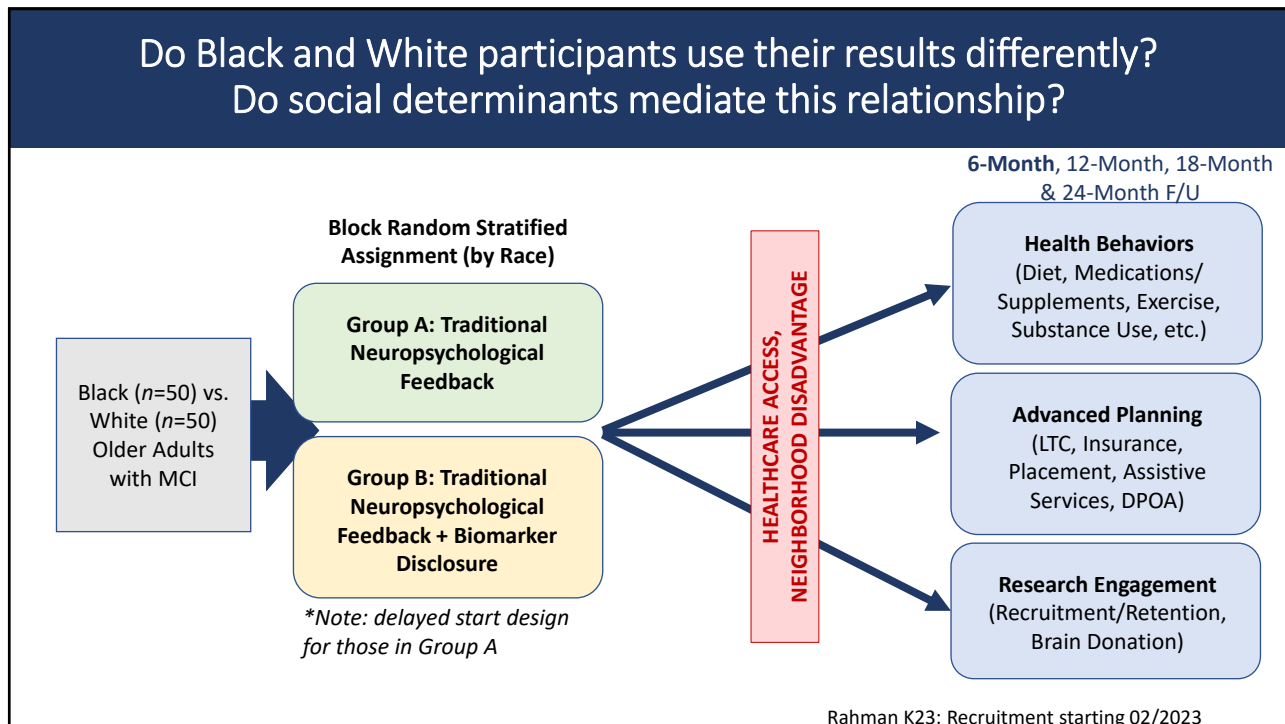 Do Black and White participants use their results differently?
Do social determinants mediate this relationship?
6-Month, 12-Month, 18-Month
& 24-Month F/U
Block Random Stratified
Assignment (by Race)
Black (n=50) vs.
White (n=50)
Older Adults
with MCI
Group A: Traditional
Neuropsychological
Feedback
Group B: Traditional
Neuropsychological
Feedback + Biomarker
Disclosure
*Note: delayed start design
for those in Group A
HEALTHCARE ACCESS,
NEIGHBORHOOD DISADVANTAGE
Health Behaviors
(Diet, Medications/
Supplements, Exercise,
Substance Use, etc.)
Advanced Planning
(LTC, Insurance,
Placement, Assistive
Services, DPOA)
Research Engagement
(Recruitment/Retention,
Brain Donation)
Rahman K23: Recruitment starting 02/2023